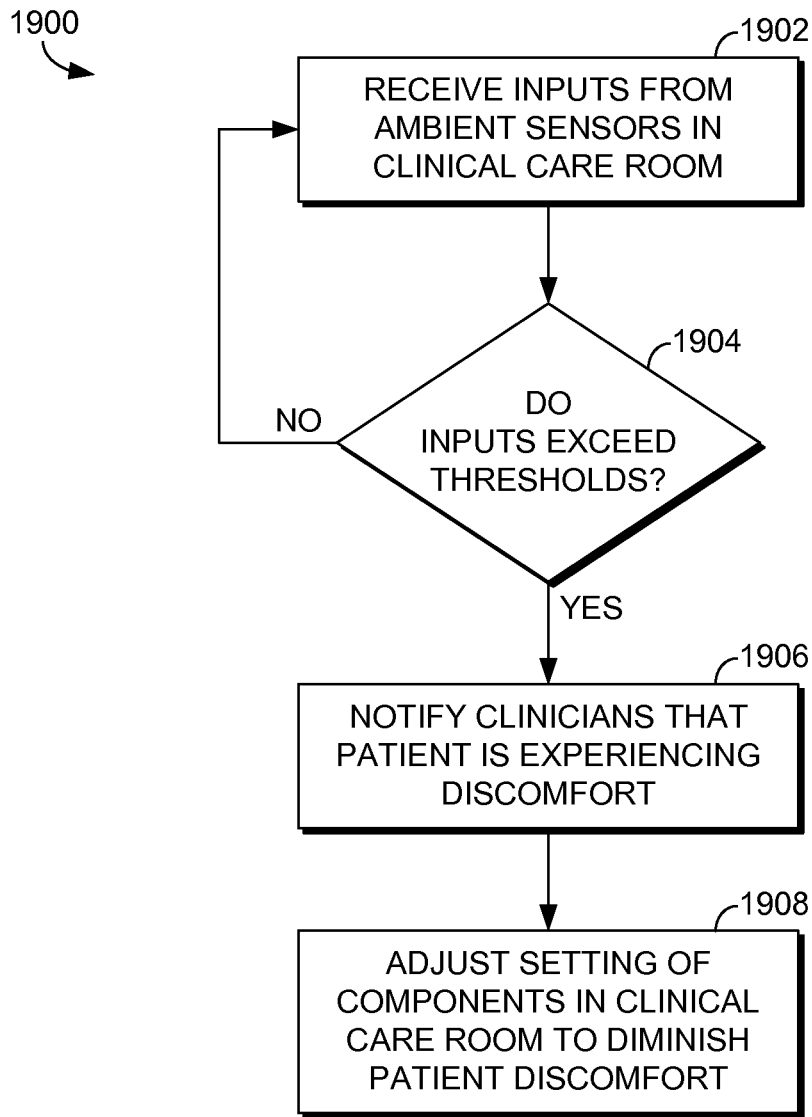 1900
1902
RECEIVE INPUTS FROM
AMBIENT SENSORS IN
CLINICAL CARE ROOM
1904
DO
INPUTS EXCEED
THRESHOLDS?
NO
YES
1906
NOTIFY CLINICIANS THAT
PATIENT IS EXPERIENCING
DISCOMFORT
1908
ADJUST SETTING OF
COMPONENTS IN CLINICAL
CARE ROOM TO DIMINISH
PATIENT DISCOMFORT